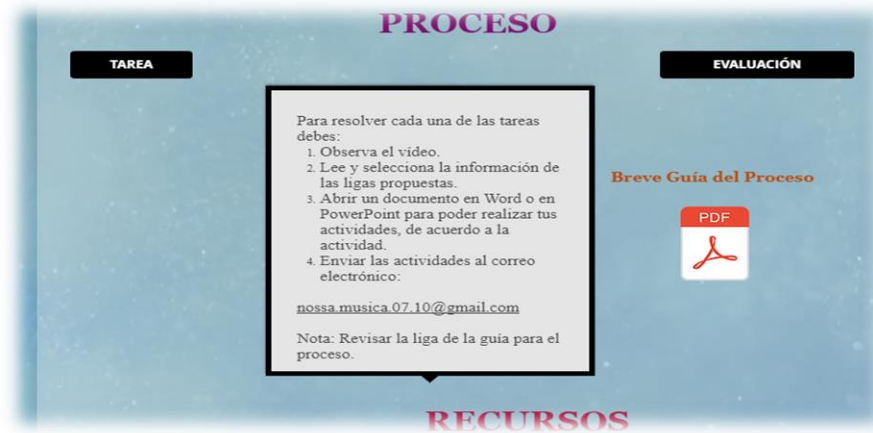 PROCESO
TAREA
EVALUACIÓN
Para resolver cada una de las tareas
debes:
1. Observa el vídeo.
2. Lee y selecciona la información de
las ligas propuestas.
3. Abrir un documento en Word o en
PowerPoint para poder realizar tus
actividades, de acuerdo a la
actividad.
4. Enviar las actividades al correo
electrónico:
nossa.musica.07.10@gmail.com
Nota: Revisar la liga de la guía para el
proceso.
Breve Guía del Proceso
PDF
RECURSOS